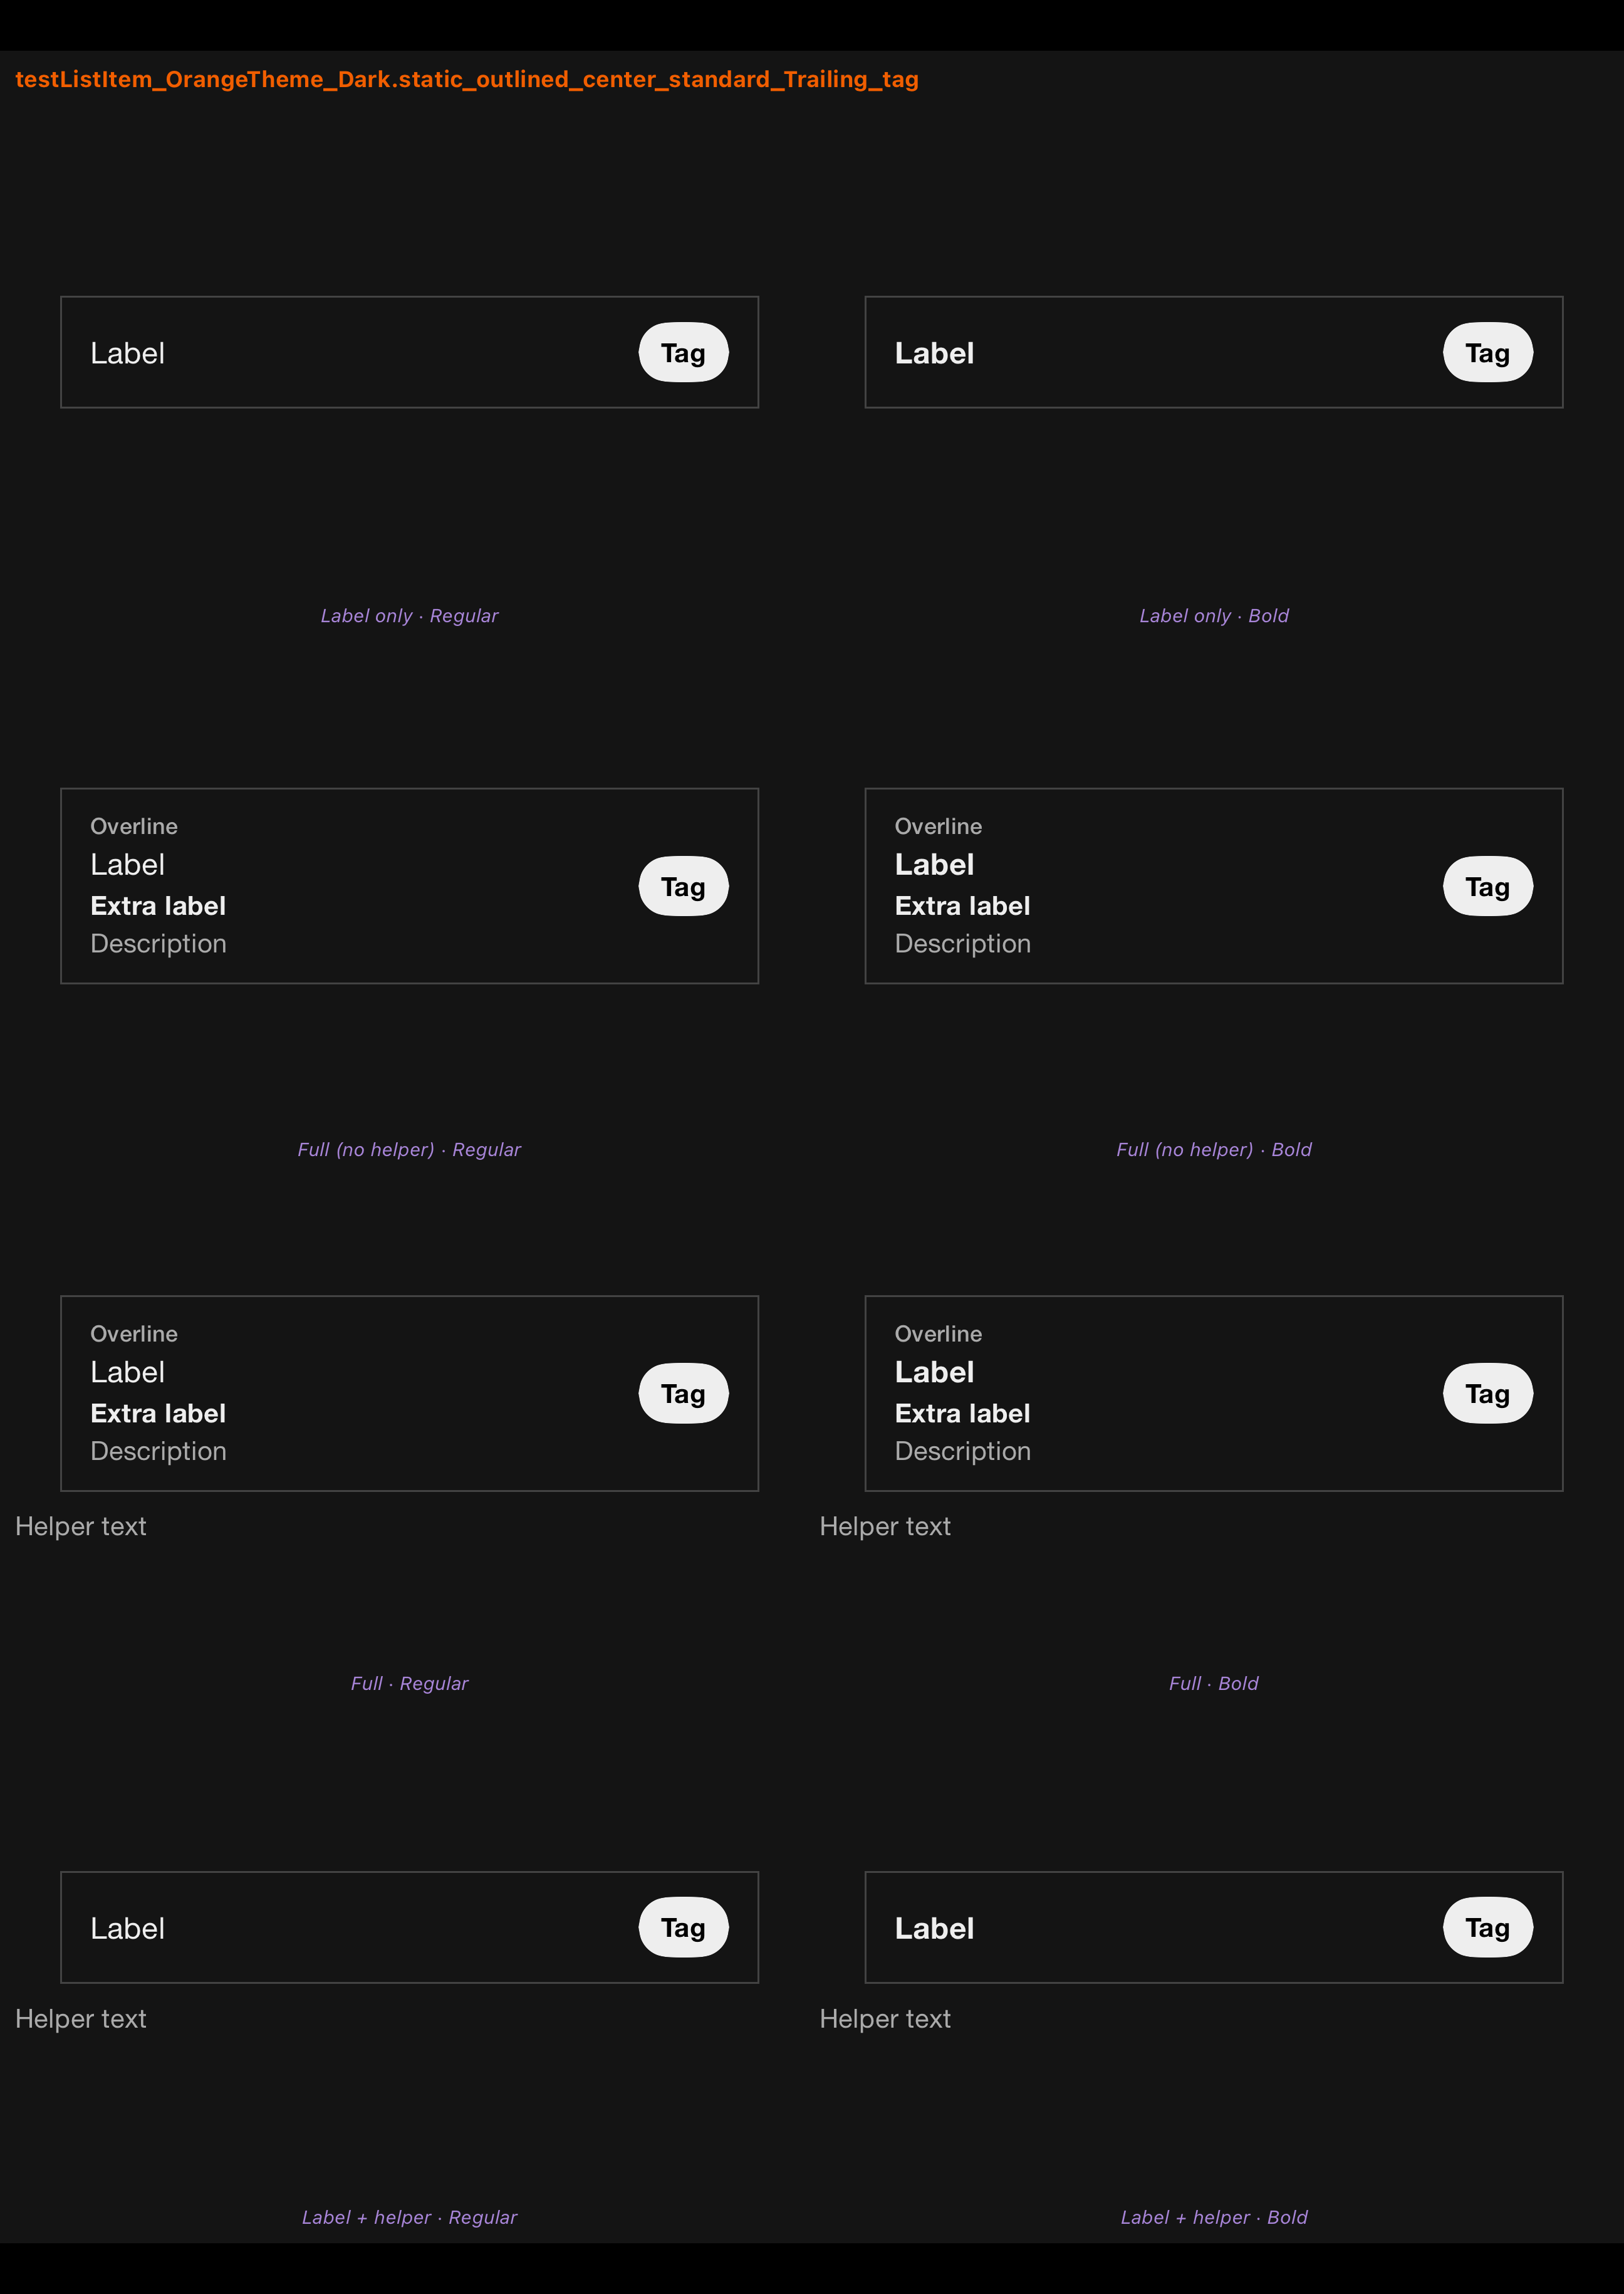 testListItem_OrangeTheme_Dark.static_outlined_center_standard_Trailing_tag
Label Tag
Label Tag
Label only · Regular
Label only · Bold
Overline
Label
Extra label
Description
Tag
Overline
Label
Extra label
Description
Tag
Full (no helper) · Regular
Full (no helper) · Bold
Overline
Label
Extra label
Description
Tag
Helper text
Overline
Label
Extra label
Description
Tag
Helper text
Full · Regular
Full · Bold
Label Tag
Helper text
Label Tag
Helper text
Label + helper · Regular
Label + helper · Bold